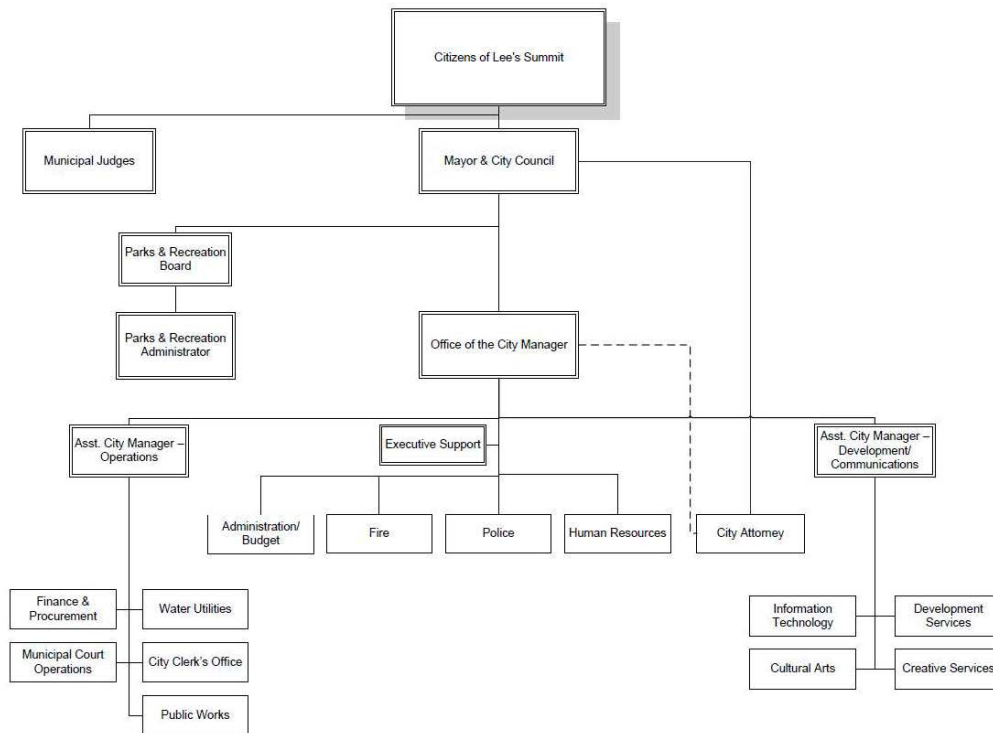 Citizens of Lee's Summit
Municipal Judges
Mayor & City Council
Parks & Recreation
Board
Parks & Recreation
Administrator
Office of the City Manager
Asst. City Manager –
Operations
Executive Support
Asst. City Manager –
Development/
Communications
Administration/
Budget
Fire
Police
Human Resources
City Attorney
Finance &
Procurement
Water Utilities
Municipal Court
Operations
City Clerk's Office
Public Works
Information
Technology
Development
Services
Cultural Arts
Creative Services